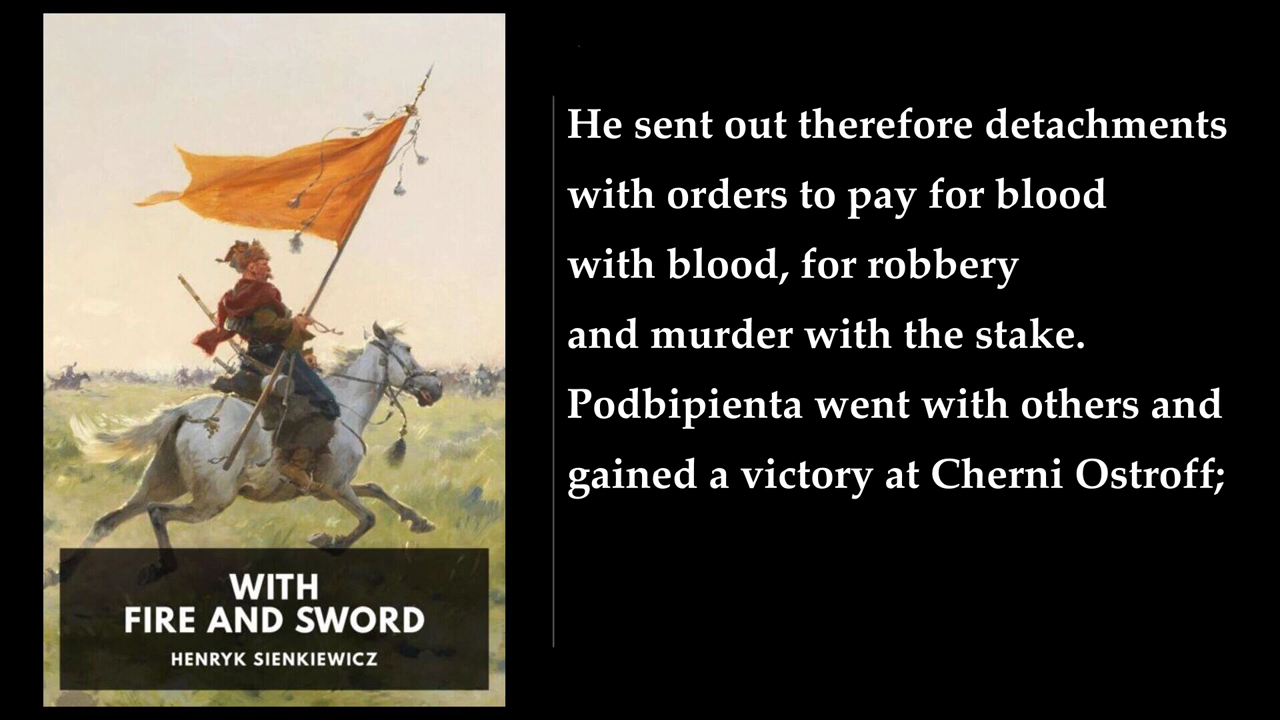 WITH
FIRE AND SWORD
HENRYK SIENKIEWICZ
He sent out therefore detachments
with orders to pay for blood
with blood, for robbery
and murder with the stake.
Podbipienta went with others and
gained a victory at Cherni Ostroff;